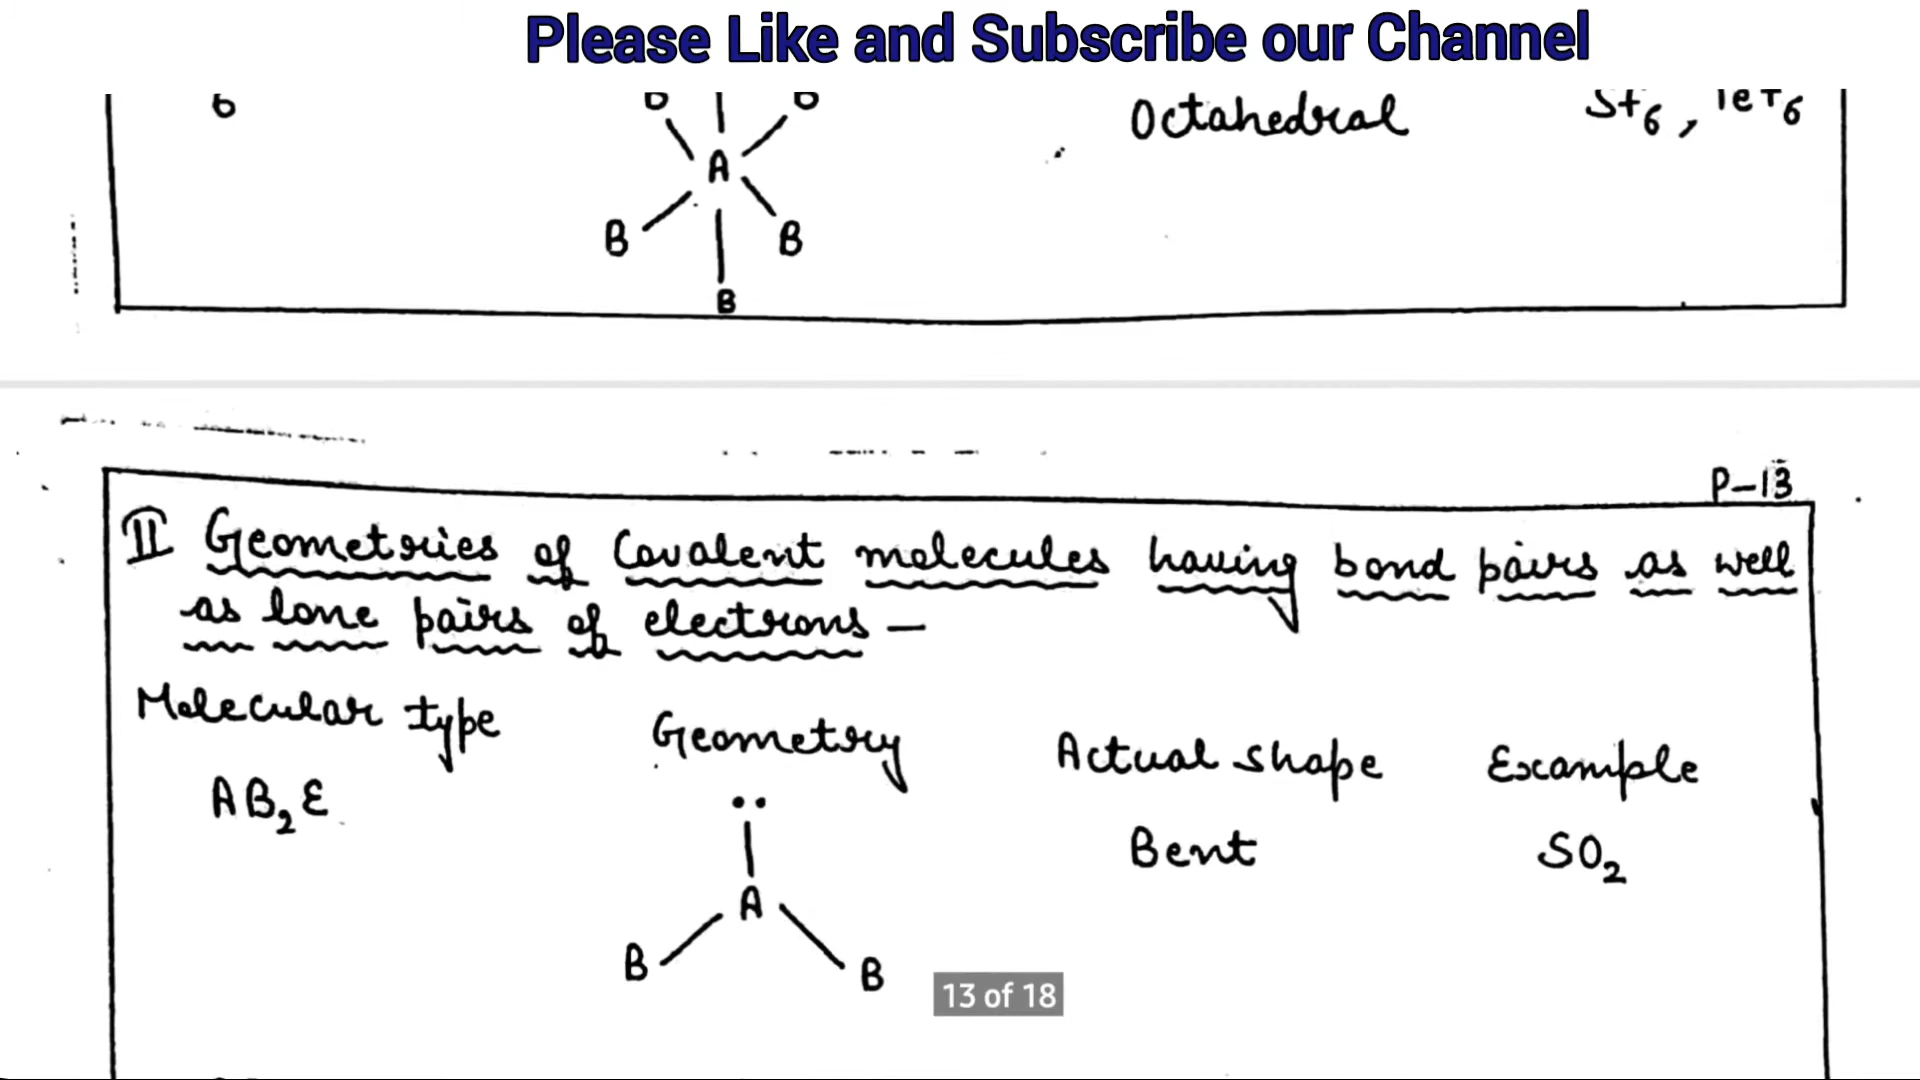 Please Like and Subscribe our Channel
6 Octahedral SF6, TeF6
B B
A
B B
B
P-13
II Geometries of Covalent molecules having bond pairs as well
as lone pairs of electrons –
Molecular type Geometry Actual shape Example
AB₂E Bent SO₂
A
B B
13 of 18